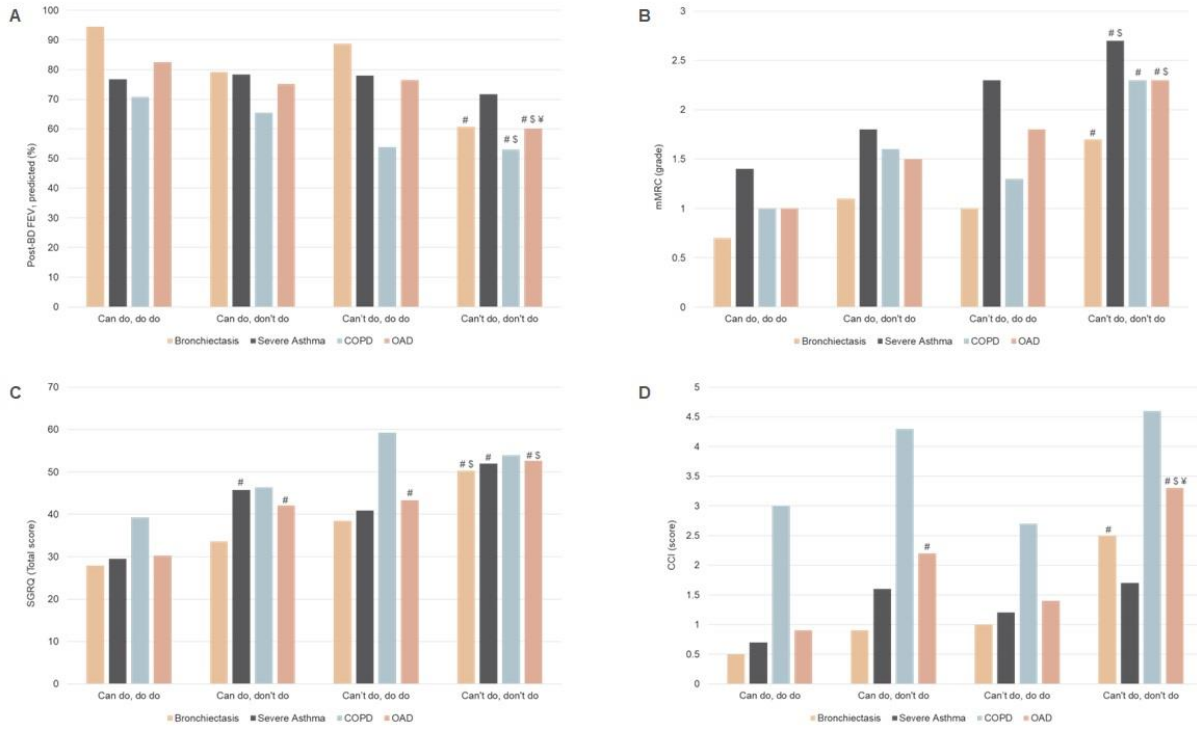 A
Post-BD FEV₁ predicted (%)
100
90
80
70
60
50
40
30
20
10
0
#
# $
# $ ¥
Can do, do do
Can do, don't do
Can't do, do do
Can't do, don't do
Bronchiectasis
Severe Asthma
COPD
OAD
B
mMRC (grade)
3
2.5
2
1.5
1
0.5
0
#
# $
#
# $
Can do, do do
Can do, don't do
Can't do, do do
Can't do, don't do
Bronchiectasis
Severe Asthma
COPD
OAD
C
SGRQ (Total score)
70
60
50
40
30
20
10
0
#
#
#
# $
#
# $
Can do, do do
Can do, don't do
Can't do, do do
Can't do, don't do
Bronchiectasis
Severe Asthma
COPD
OAD
D
CCI (score)
5
4.5
4
3.5
3
2.5
2
1.5
1
0.5
0
#
#
# $ ¥
Can do, do do
Can do, don't do
Can't do, do do
Can't do, don't do
Bronchiectasis
Severe Asthma
COPD
OAD